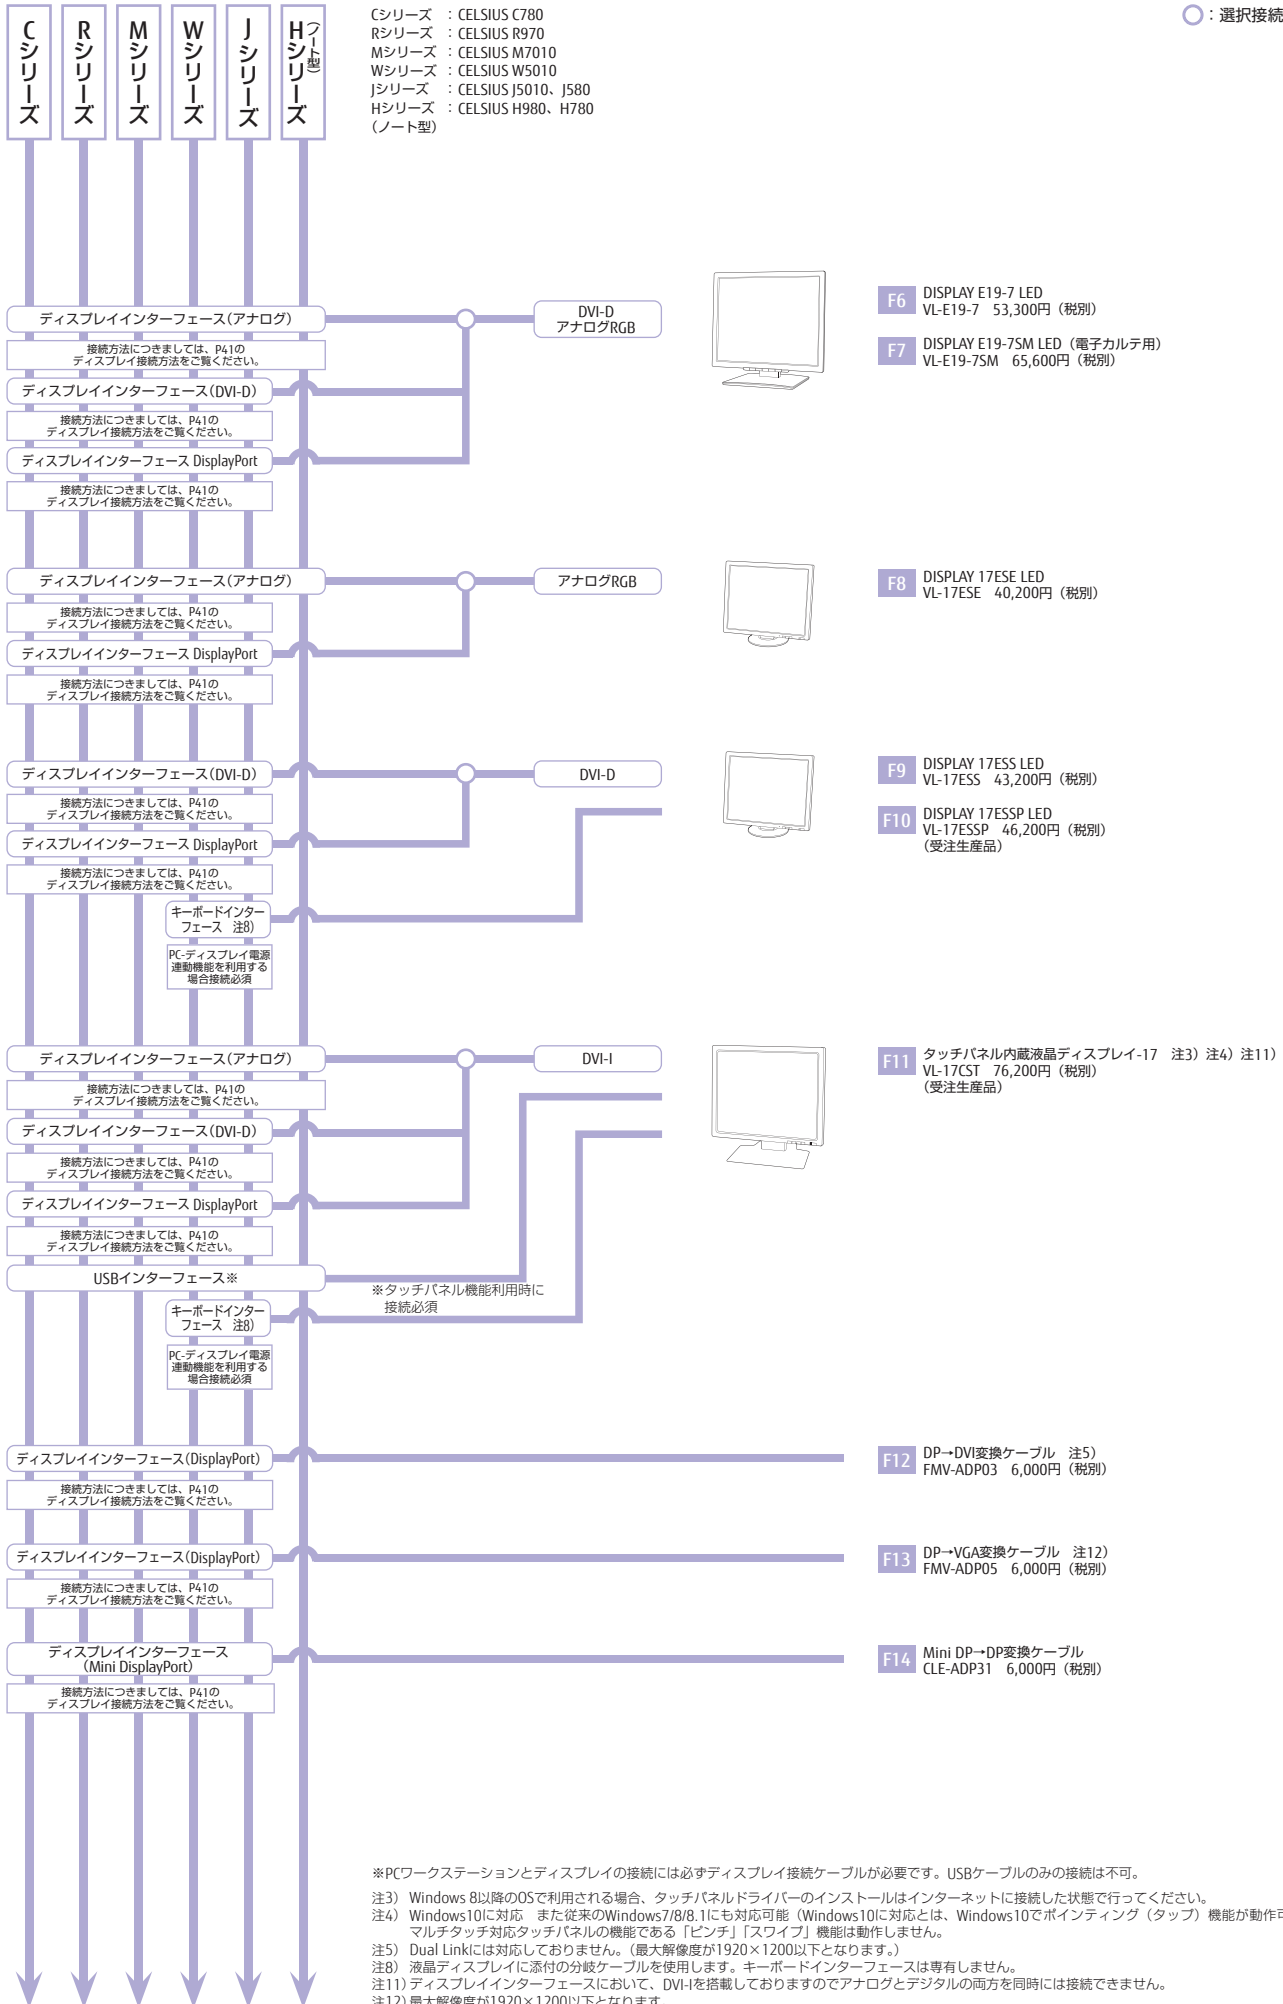 Cシリーズ
Rシリーズ
Mシリーズ
Wシリーズ
Jシリーズ
Hシリーズ
(ノート型)
Cシリーズ ：CELSIUS C780
Rシリーズ ：CELSIUS R970
Mシリーズ ：CELSIUS M7010
Wシリーズ ：CELSIUS W5010
Jシリーズ ：CELSIUS J5010、J580
Hシリーズ ：CELSIUS H980、H780
(ノート型)
：選択接続
ディスプレイインターフェース(アナログ)
接続方法につきましては、P41の
ディスプレイ接続方法をご覧ください。
ディスプレイインターフェース(DVI-D)
接続方法につきましては、P41の
ディスプレイ接続方法をご覧ください。
ディスプレイインターフェース DisplayPort
接続方法につきましては、P41の
ディスプレイ接続方法をご覧ください。
DVI-D
アナログRGB
F6
DISPLAY E19-7 LED
VL-E19-7 53,300円（税別）
F7
DISPLAY E19-7SM LED（電子カルテ用）
VL-E19-7SM 65,600円（税別）
ディスプレイインターフェース(アナログ)
接続方法につきましては、P41の
ディスプレイ接続方法をご覧ください。
ディスプレイインターフェース DisplayPort
接続方法につきましては、P41の
ディスプレイ接続方法をご覧ください。
アナログRGB
F8
DISPLAY 17ESE LED
VL-17ESE 40,200円（税別）
ディスプレイインターフェース(DVI-D)
接続方法につきましては、P41の
ディスプレイ接続方法をご覧ください。
ディスプレイインターフェース DisplayPort
接続方法につきましては、P41の
ディスプレイ接続方法をご覧ください。
キーボードインター
フェース 注8)
PC-ディスプレイ電源
連動機能を利用する
場合接続必須
DVI-D
F9
DISPLAY 17ESS LED
VL-17ESS 43,200円（税別）
F10
DISPLAY 17ESSP LED
VL-17ESSP 46,200円（税別）
(受注生産品)
ディスプレイインターフェース(アナログ)
接続方法につきましては、P41の
ディスプレイ接続方法をご覧ください。
ディスプレイインターフェース(DVI-D)
接続方法につきましては、P41の
ディスプレイ接続方法をご覧ください。
ディスプレイインターフェース DisplayPort
接続方法につきましては、P41の
ディスプレイ接続方法をご覧ください。
USBインターフェース※
※タッチパネル機能利用時に
接続必須
キーボードインター
フェース 注8)
PC-ディスプレイ電源
連動機能を利用する
場合接続必須
DVI-I
F11
タッチパネル内蔵液晶ディスプレイ-17 注3）注4）注11）
VL-17CST 76,200円（税別）
(受注生産品)
ディスプレイインターフェース(DisplayPort)
接続方法につきましては、P41の
ディスプレイ接続方法をご覧ください。
F12
DP→DVI変換ケーブル 注5）
FMV-ADP03 6,000円（税別）
ディスプレイインターフェース(DisplayPort)
接続方法につきましては、P41の
ディスプレイ接続方法をご覧ください。
F13
DP→VGA変換ケーブル 注12）
FMV-ADP05 6,000円（税別）
ディスプレイインターフェース
(Mini DisplayPort)
接続方法につきましては、P41の
ディスプレイ接続方法をご覧ください。
F14
Mini DP→DP変換ケーブル
CLE-ADP31 6,000円（税別）
※PCワークステーションとディスプレイの接続には必ずディスプレイ接続ケーブルが必要です。USBケーブルのみの接続は不可。
注3） Windows 8以降のOSで利用される場合、タッチパネルドライバーのインストールはインターネットに接続した状態で行ってください。
注4） Windows10に対応 また従来のWindows7/8/8.1にも対応可能（Windows10に対応とは、Windows10でポインティング（タップ）機能が動作可
マルチタッチ対応タッチパネルの機能である「ピンチ」「スワイプ」機能は動作しません。
注5） Dual Linkには対応しておりません。（最大解像度が1920×1200以下となります。）
注8） 液晶ディスプレイに添付の分岐ケーブルを使用します。キーボードインターフェースは専有しません。
注11）ディスプレイインターフェースにおいて、DVI-Iを搭載しておりますのでアナログとデジタルの両方を同時には接続できません。
注12）最大解像度が1920×1200以下となります。